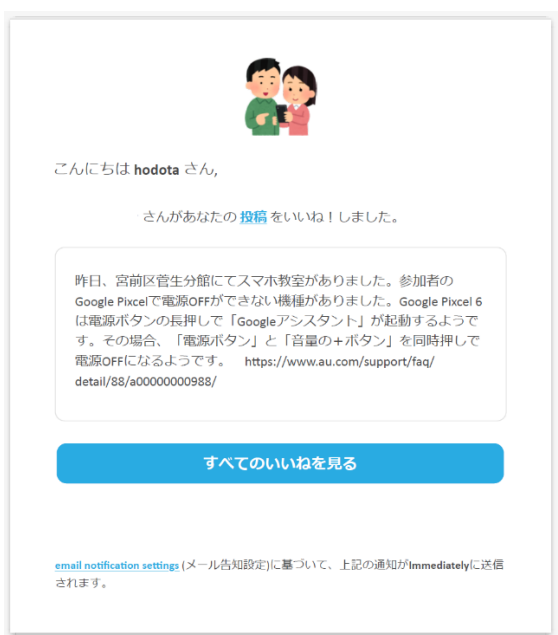 こんにちは hodota さん,
さんがあなたの 投稿 をいいね！しました。
昨日、宮前区菅生分館にてスマホ教室がありました。参加者の
Google Pixcelで電源OFFができない機種がありました。Google Pixcel 6
は電源ボタンの長押しで「Googleアシスタント」が起動するようで
す。その場合、「電源ボタン」と「音量の＋ボタン」を同時押しで
電源OFFになるようです。 https://www.au.com/support/faq/
detail/88/a00000000988/
すべてのいいねを見る
email notification settings (メール告知設定)に基づいて、上記の通知がImmediatelyに送信
されます。